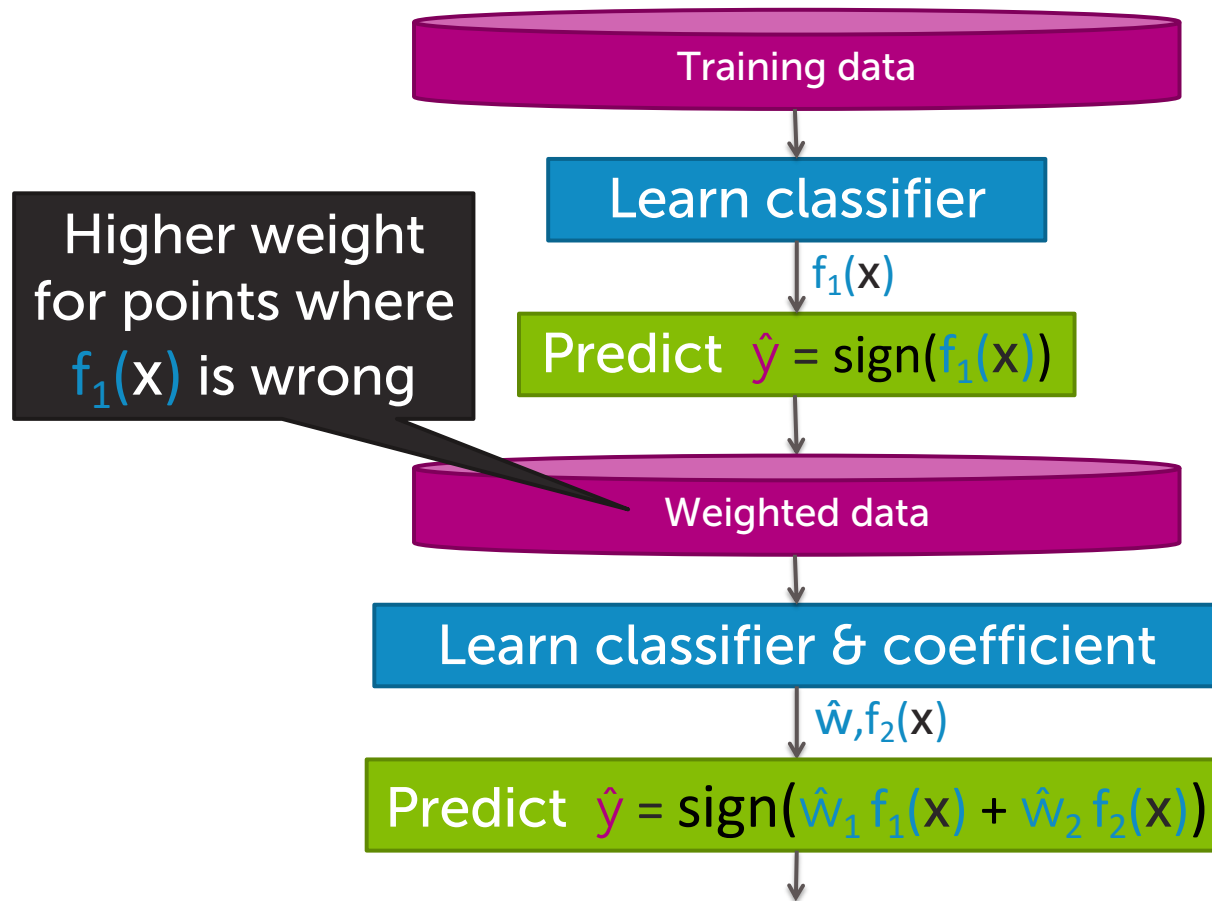 Training data
Learn classifier
f₁(x)
Higher weight
for points where
f₁(x) is wrong
Predict ŷ = sign(f₁(x))
Weighted data
Learn classifier & coefficient
ŵ,f₂(x)
Predict ŷ = sign(ŵ₁ f₁(x) + ŵ₂ f₂(x))